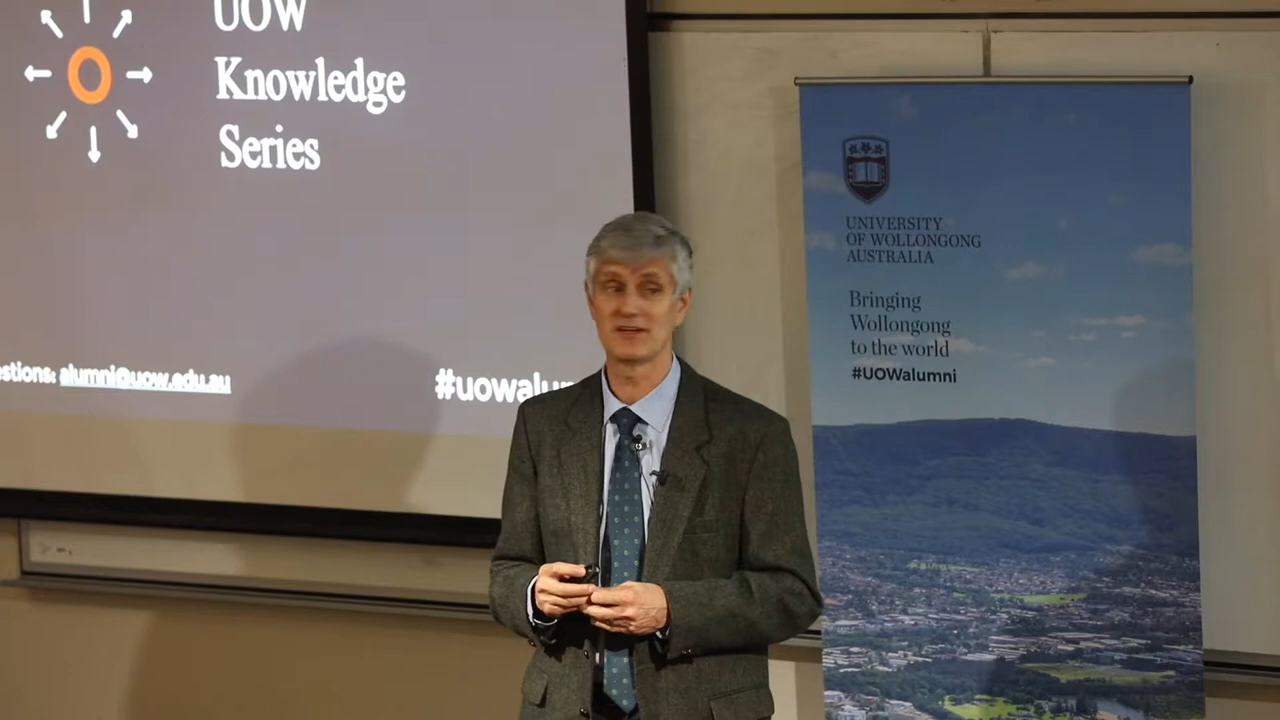 UOW
Knowledge
Series
estions: alumni@uow.edu.au
#uowalum
UNIVERSITY
OF WOLLONGONG
AUSTRALIA
Bringing
Wollongong
to the world
#UOWalumni